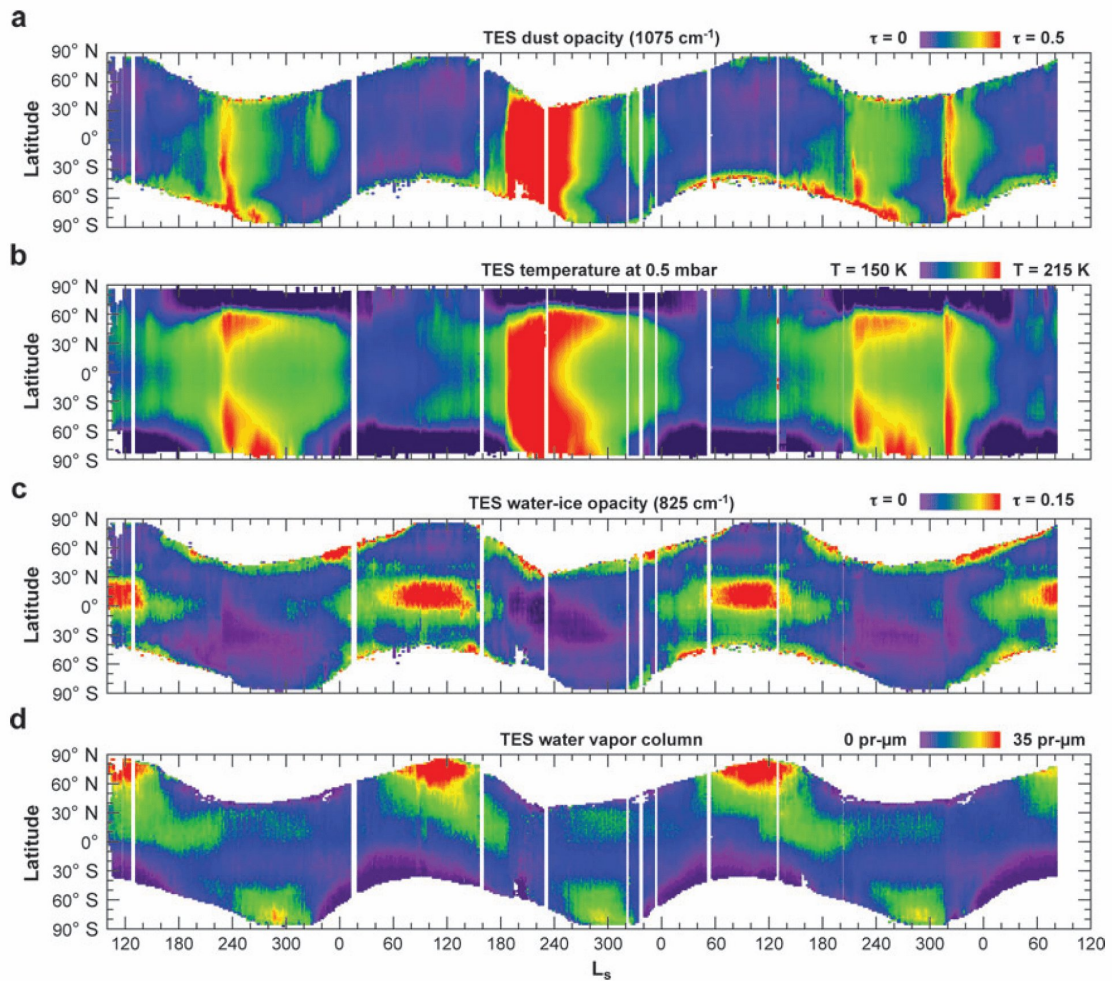 a
TES dust opacity (1075 cm⁻¹) τ = 0 τ = 0.5
90° N
60° N
30° N
0°
30° S
60° S
90° S
Latitude
b
TES temperature at 0.5 mbar T = 150 K T = 215 K
90° N
60° N
30° N
0°
30° S
60° S
90° S
Latitude
c
TES water-ice opacity (825 cm⁻¹) τ = 0 τ = 0.15
90° N
60° N
30° N
0°
30° S
60° S
90° S
Latitude
d
TES water vapor column 0 pr-μm 35 pr-μm
90° N
60° N
30° N
0°
30° S
60° S
90° S
Latitude
120 180 240 300 0 60 120 180 240 300 0 60 120 180 240 300 0 60 120
Lₛ